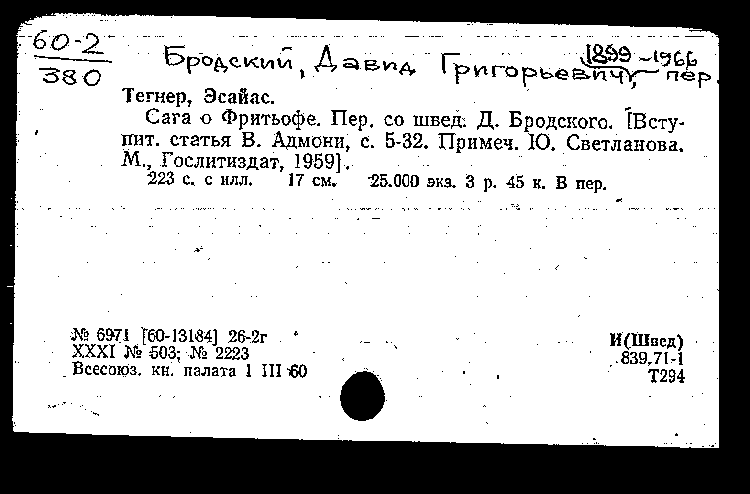 60-2
380
Бродский, Давид Григорьевич, 1899-1966
пер.
Тегнер, Эсайас.
Сага о Фритьофе. Пер. со швед. Д. Бродского. [Всту-
пит. статья В. Адмони, с. 5-32. Примеч. Ю. Светланова.
М., Гослитиздат, 1959].
223 с. с илл. 17 см. 25.000 экз. 3 р. 45 к. В пер.
№ 6971 [60-13184] 26-2г
XXXI № 503; № 2223
Всесоюз. кн. палата 1 III 60
И(Швед)
839.71-1
Т294